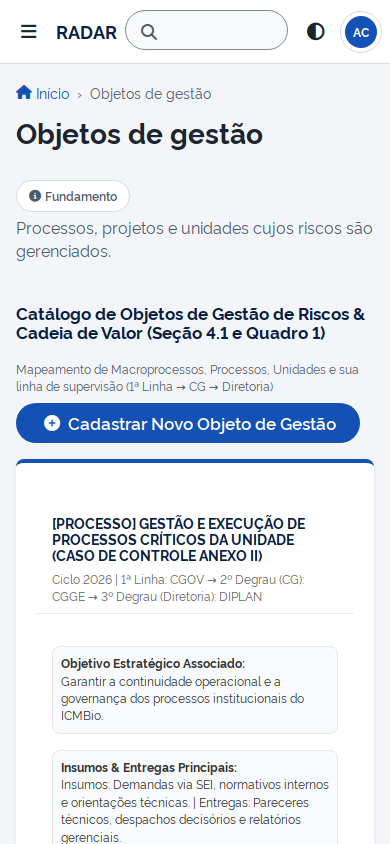 RADAR
AC
Início › Objetos de gestão
Objetos de gestão
Fundamento
Processos, projetos e unidades cujos riscos são
gerenciados.
Catálogo de Objetos de Gestão de Riscos &
Cadeia de Valor (Seção 4.1 e Quadro 1)
Mapeamento de Macroprocessos, Processos, Unidades e sua
linha de supervisão (1ª Linha → CG → Diretoria)
Cadastrar Novo Objeto de Gestão
[PROCESSO] GESTÃO E EXECUÇÃO DE
PROCESSOS CRÍTICOS DA UNIDADE
(CASO DE CONTROLE ANEXO II)
Ciclo 2026 | 1ª Linha: CGOV → 2º Degrau (CG):
CGGE → 3º Degrau (Diretoria): DIPLAN
Objetivo Estratégico Associado:
Garantir a continuidade operacional e a
governança dos processos institucionais do
ICMBio.
Insumos & Entregas Principais:
Insumos: Demandas via SEI, normativos internos
e orientações técnicas. | Entregas: Pareceres
técnicos, despachos decisórios e relatórios
gerenciais.